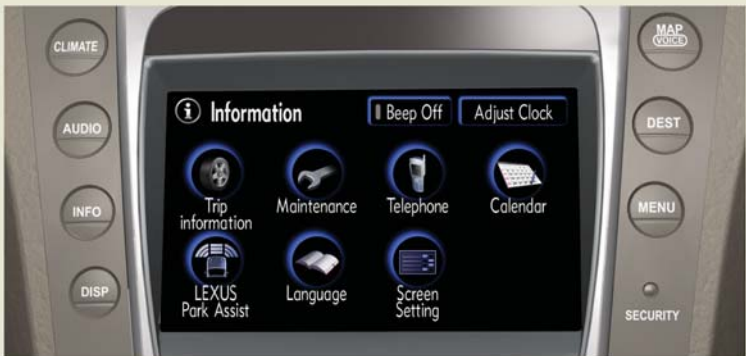 CLIMATE
AUDIO
INFO
DISP
Information
Beep Off
Adjust Clock
Trip
information
Maintenance
Telephone
Calendar
LEXUS
Park Assist
Language
Screen
Setting
MAP
VOICE
DEST
MENU
SECURITY